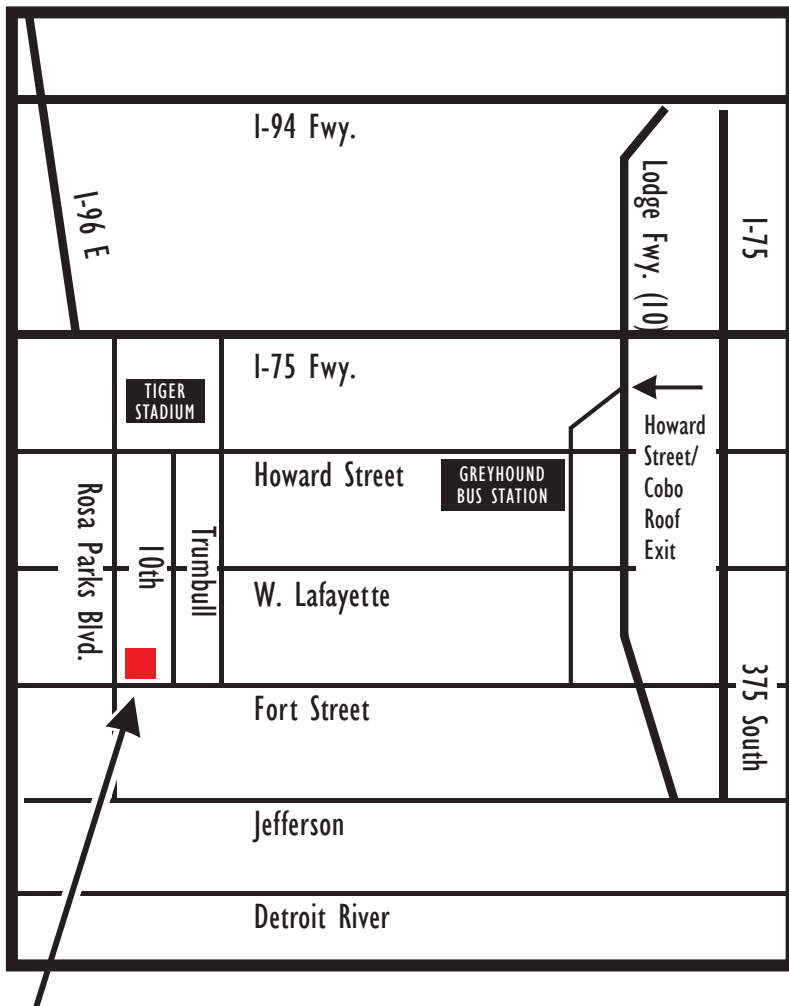 I-94 Fwy.
I-96 E
Lodge Fwy. (10)
I-75
I-75 Fwy.
TIGER
STADIUM
Howard
Street/
Cobo
Roof
Exit
Howard Street
GREYHOUND
BUS STATION
Rosa Parks Blvd.
10th
Trumbull
W. Lafayette
375 South
Fort Street
Jefferson
Detroit River